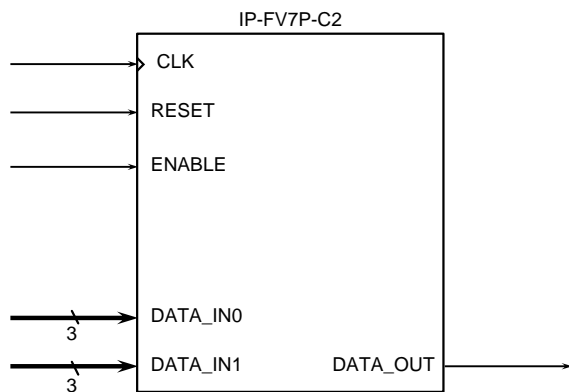 IP-FV7P-C2
CLK
RESET
ENABLE
DATA_IN0
3
DATA_IN1 DATA_OUT
3